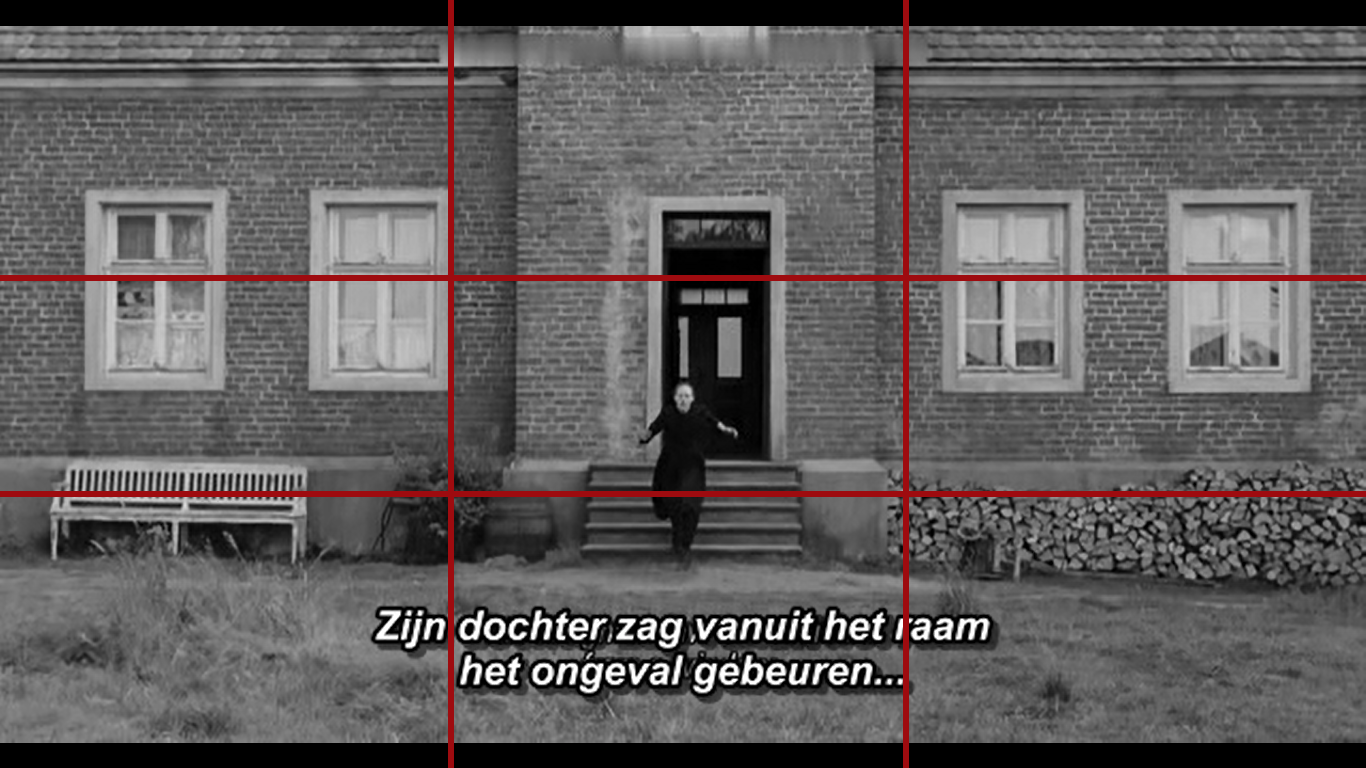 Zijn dochter zag vanuit het raam
het ongeval gebeuren...